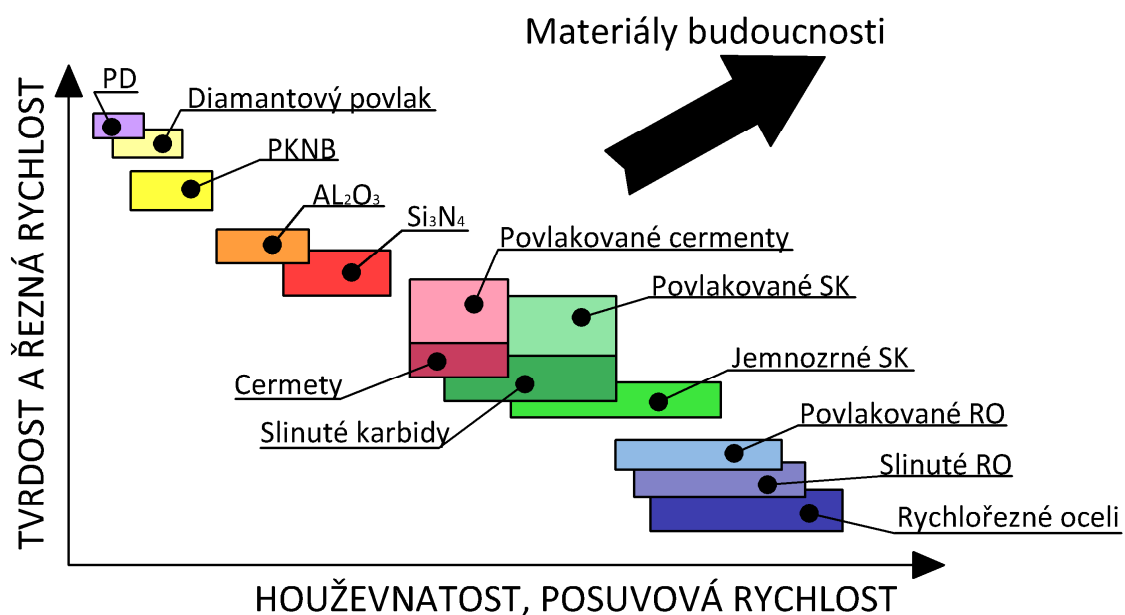 Materiály budoucnosti
TVRDOST A ŘEZNÁ RYCHLOST
PD
Diamantový povlak
PKNB
AL₂O₃
Si₃N₄
Povlakované cermenty
Povlakované SK
Jemnozrné SK
Cermety
Slinuté karbidy
Povlakované RO
Slinuté RO
Rychlořezné oceli
HOUŽEVNATOST, POSUVOVÁ RYCHLOST